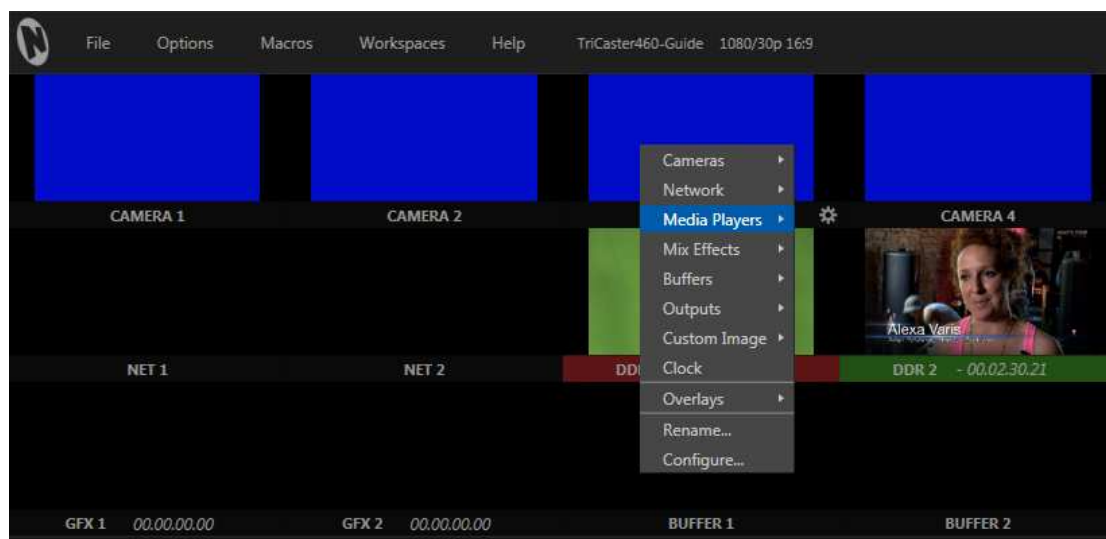 File Options Macros Workspaces Help TriCaster460-Guide 1080/30p 16:9
CAMERA 1 CAMERA 2 CAMERA 4
Cameras
Network
Media Players
Mix Effects
Buffers
Outputs
Custom Image
Clock
Overlays
Rename...
Configure...
Alexa Varis
NET 1 NET 2 DD DDR 2 - 00.02.30.21
GFX 1 00.00.00.00 GFX 2 00.00.00.00 BUFFER 1 BUFFER 2